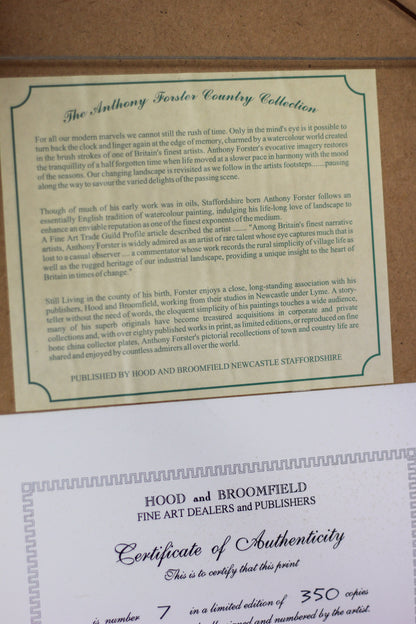 The Anthony Forster Country Collection
For all our modern marvels we cannot still the rush of time. Only in the mind's eye is it possible to
turn back the clock and linger again at the edge of memory, charmed by a watercolour world created
in the brush strokes of one of Britain's finest artists. Anthony Forster's evocative imagery restores
the tranquillity of a half forgotten time when life moved at a slower pace in harmony with the mood
of the seasons. Our changing landscape is revisited as we follow in the artists footsteps.......pausing
along the way to savour the varied delights of the passing scene.
Though of much of his early work was in oils, Staffordshire born Anthony Forster follows an
essentially English tradition of watercolour painting, indulging his life-long love of landscape to
enhance an enviable reputation as one of the finest exponents of the medium.
A Fine Art Trade Guild Profile article described the artist ....... "Among Britain's finest narrative
artists, Anthony Forster is widely admired as an artist of rare talent whose eye captures much that is
lost to a casual observer .... a commentator whose work records the rural simplicity of village life as
well as the rugged heritage of our industrial landscape, providing a unique insight to the heart of
Britain in times of change."
Still Living in the county of his birth, Forster enjoys a close, long-standing association with his
publishers, Hood and Broomfield, working from their studios in Newcastle under Lyme. A story-
teller without the need of words, the eloquent simplicity of his paintings touches a wide audience,
many of his superb originals have become treasured acquisitions in corporate and private
collections and, with over eighty published works in print, as limited editions, or reproduced on fine
bone china collector plates, Anthony Forster's pictorial recollections of town and country life are
shared and enjoyed by countless admirers all over the world.
PUBLISHED BY HOOD AND BROOMFIELD NEWCASTLE STAFFORDSHIRE
HOOD and BROOMFIELD
FINE ART DEALERS and PUBLISHERS
Certificate of Authenticity
This is to certify that this print
is number 7 in a limited edition of 350 copies
signed and numbered by the artist.